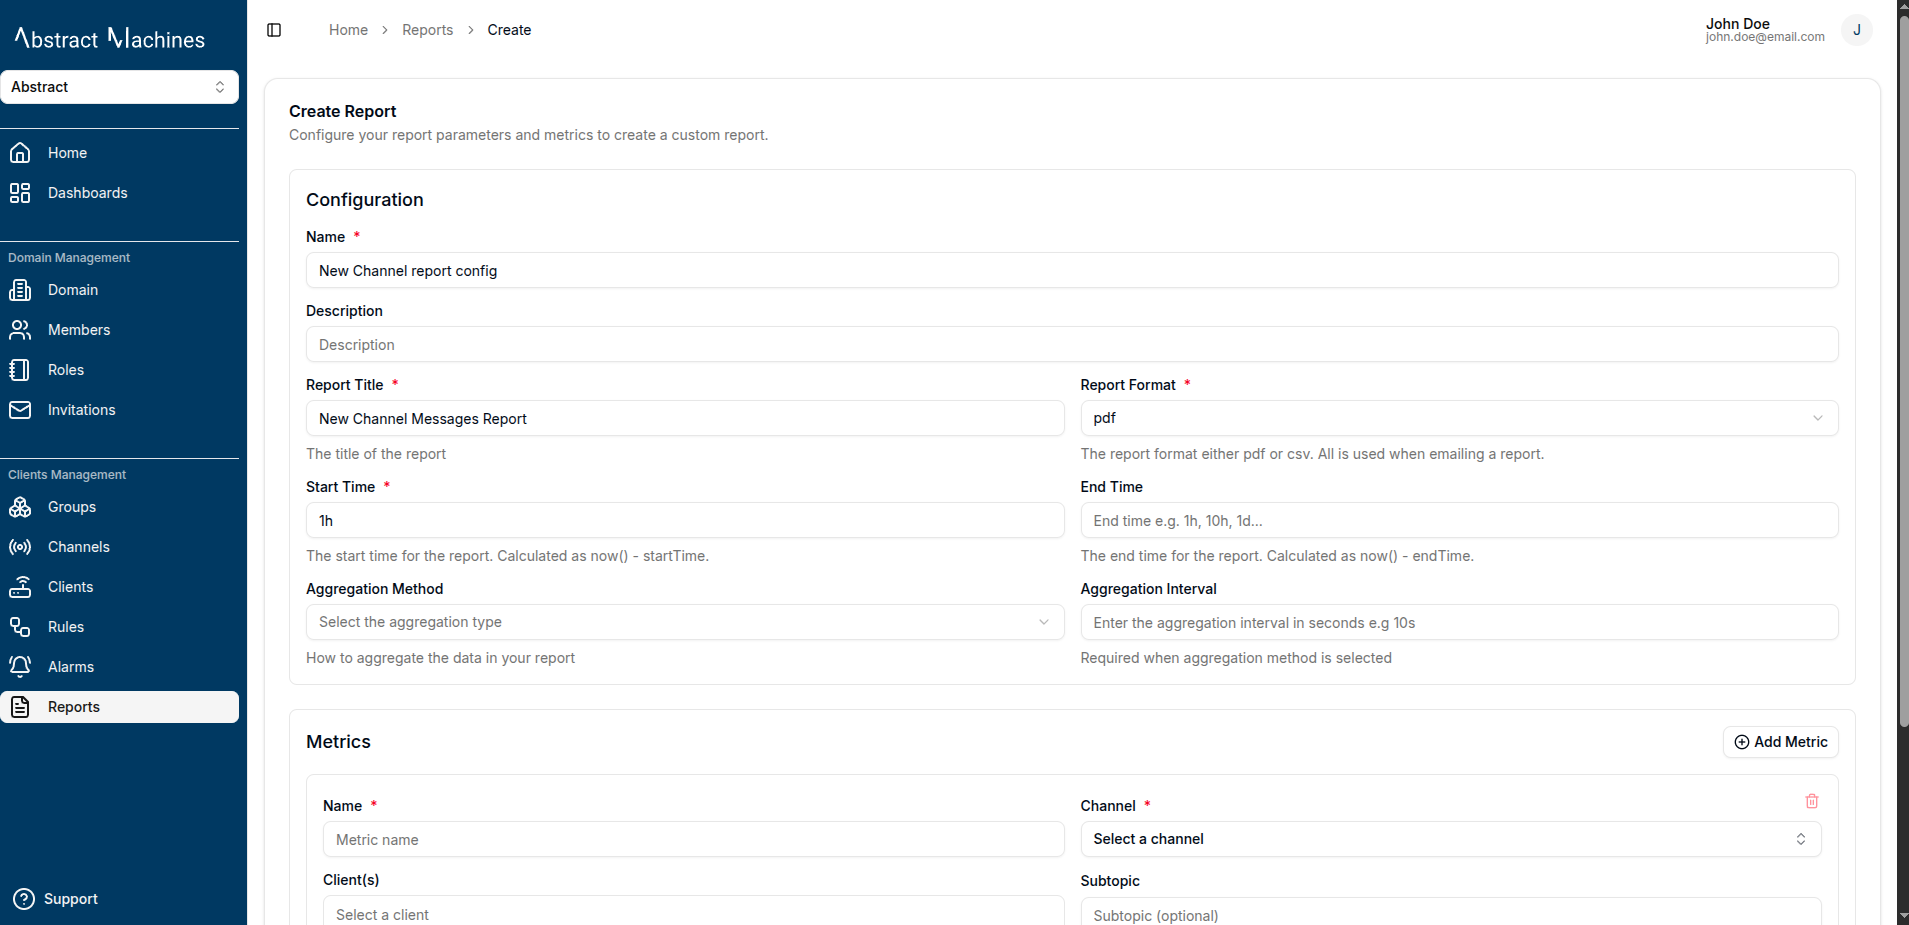 Abstract Machines
Abstract
Home
Dashboards
Domain Management
Domain
Members
Roles
Invitations
Clients Management
Groups
Channels
Clients
Rules
Alarms
Reports
Support
Home > Reports > Create
John Doe
john.doe@email.com
J
Create Report
Configure your report parameters and metrics to create a custom report.
Configuration
Name *
New Channel report config
Description
Description
Report Title *
New Channel Messages Report
The title of the report
Report Format *
pdf
The report format either pdf or csv. All is used when emailing a report.
Start Time *
1h
The start time for the report. Calculated as now() - startTime.
End Time
End time e.g. 1h, 10h, 1d...
The end time for the report. Calculated as now() - endTime.
Aggregation Method
Select the aggregation type
How to aggregate the data in your report
Aggregation Interval
Enter the aggregation interval in seconds e.g 10s
Required when aggregation method is selected
Metrics
Add Metric
Name *
Metric name
Channel *
Select a channel
Client(s)
Select a client
Subtopic
Subtopic (optional)